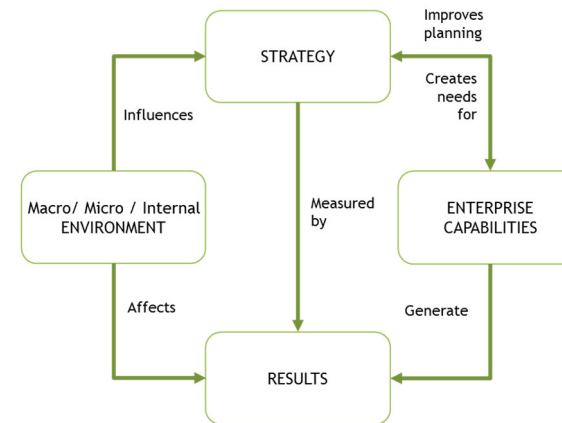 Improves
planning
STRATEGY
Creates
needs
for
Influences
Macro/ Micro / Internal
ENVIRONMENT
Measured
by
ENTERPRISE
CAPABILITIES
Affects
Generate
RESULTS